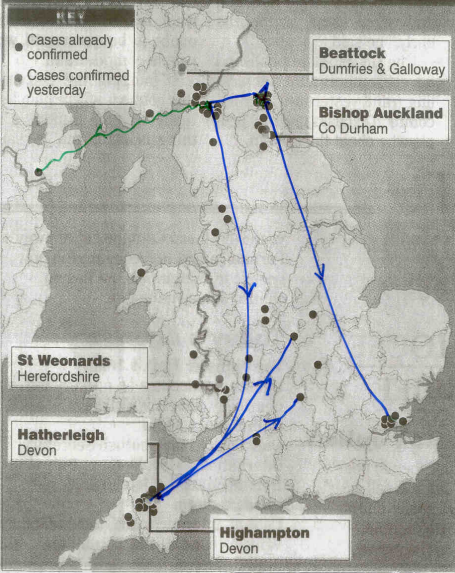 KEY
Cases already
confirmed
Cases confirmed
yesterday
Beattock
Dumfries & Galloway
Bishop Auckland
Co Durham
St Weonards
Herefordshire
Hatherleigh
Devon
Highampton
Devon